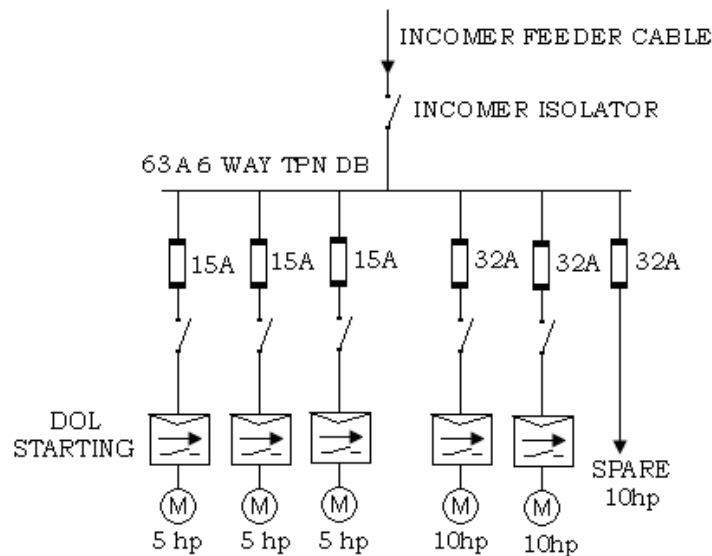 INCOMER FEEDER CABLE
INCOMER ISOLATOR
63A 6 WAY TPN DB
15A
15A
15A
32A
32A
32A
DOL
STARTING
SPARE
10hp
M
M
M
M
M
5 hp
5 hp
5 hp
10hp
10hp